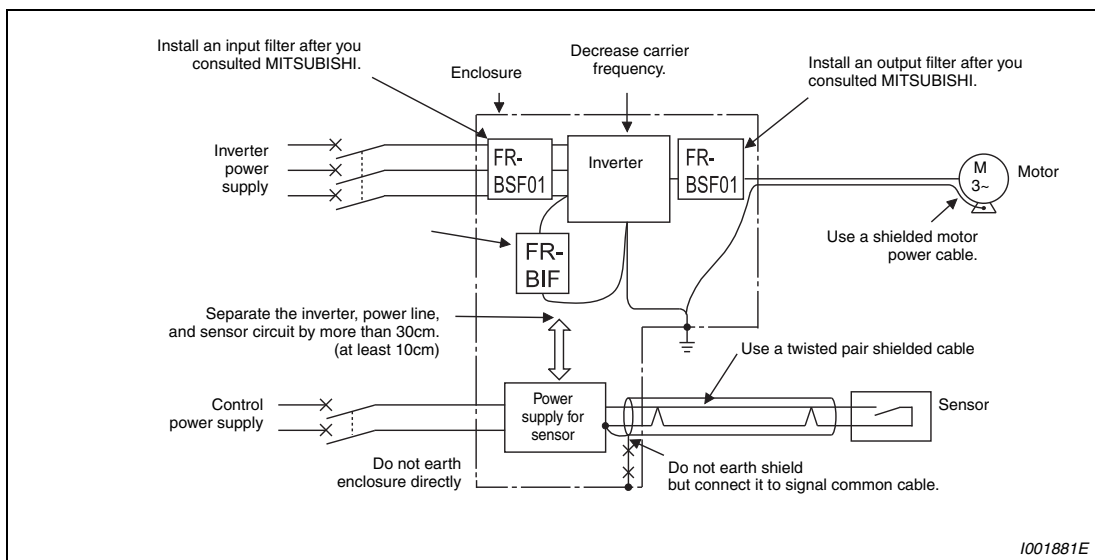 Install an input filter after you
consulted MITSUBISHI.
Enclosure
Decrease carrier
frequency.
Install an output filter after you
consulted MITSUBISHI.
Inverter
power
supply
FR-
BSF01
Inverter
FR-
BSF01
M
3~
Motor
Use a shielded motor
power cable.
FR-
BIF
Separate the inverter, power line,
and sensor circuit by more than 30cm.
(at least 10cm)
Use a twisted pair shielded cable
Control
power supply
Power
supply for
sensor
Sensor
Do not earth
enclosure directly
Do not earth shield
but connect it to signal common cable.
I001881E